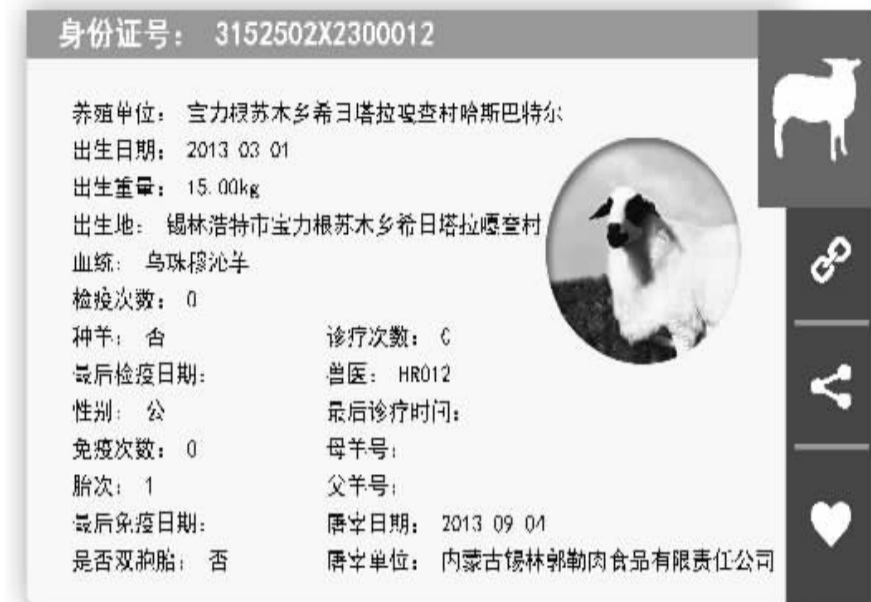 身份证号： 3152502X2300012
养殖单位： 宝力根苏木乡希日塔拉嘎查村哈斯巴特尔
出生日期： 2013 03 01
出生重量： 15.00kg
出生地： 锡林浩特市宝力根苏木乡希日塔拉嘎查村
血统： 乌珠穆沁羊
检疫次数： 0
种羊： 否 诊疗次数： 0
最后检疫日期： 兽医： HR012
性别： 公 最后诊疗时间：
免疫次数： 0 母羊号：
胎次： 1 父羊号：
最后免疫日期： 屠宰日期： 2013 09 04
是否双胞胎： 否 屠宰单位： 内蒙古锡林郭勒肉食品有限责任公司